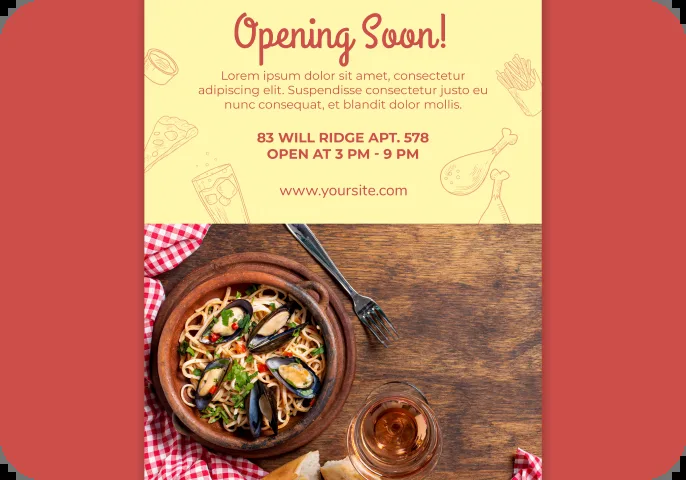 Opening Soon!
Lorem ipsum dolor sit amet, consectetur
adipiscing elit. Suspendisse consectetur justo eu
nunc consequat, et blandit dolor mollis.
83 WILL RIDGE APT. 578
OPEN AT 3 PM - 9 PM
www.yoursite.com